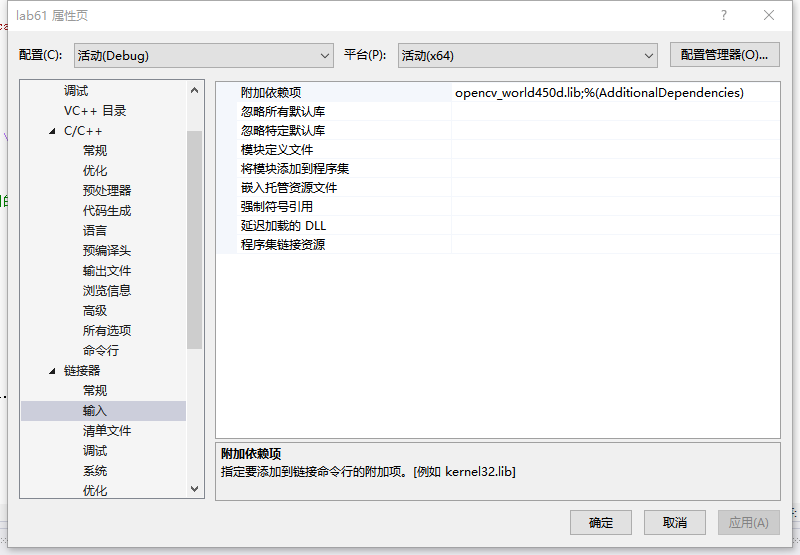 lab61 属性页
配置(C):
活动(Debug)
平台(P):
活动(x64)
配置管理器(O)...
调试
VC++ 目录
C/C++
常规
优化
预处理器
代码生成
语言
预编译头
输出文件
浏览信息
高级
所有选项
命令行
链接器
常规
输入
清单文件
调试
系统
优化
附加依赖项 opencv_world450d.lib;%(AdditionalDependencies)
忽略所有默认库
忽略特定默认库
模块定义文件
将模块添加到程序集
嵌入托管资源文件
强制符号引用
延迟加载的 DLL
程序集链接资源
附加依赖项
指定要添加到链接命令行的附加项。[例如 kernel32.lib]
确定
取消
应用(A)